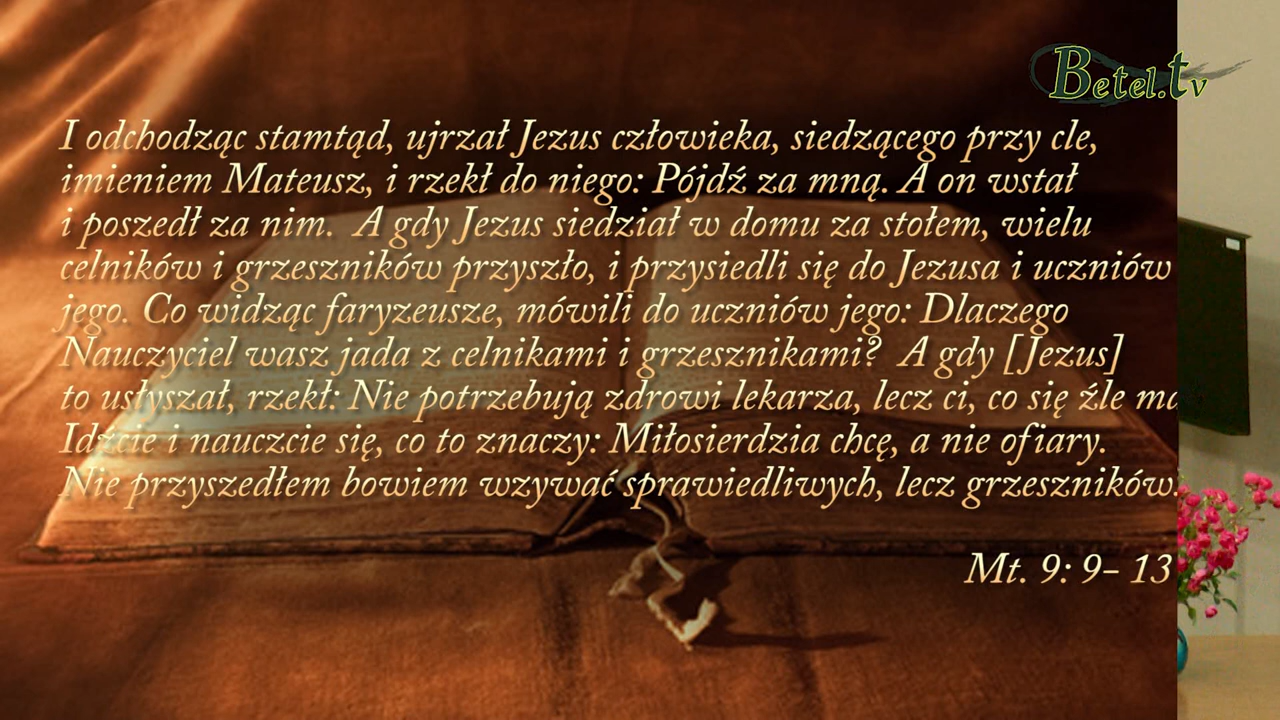 Betel.tv
I odchodząc stamtąd, ujrzał Jezus człowieka, siedzącego przy cle,
imieniem Mateusz, i rzekł do niego: Pójdź za mną. A on wstał
i poszedł za nim. A gdy Jezus siedział w domu za stołem, wielu
celników i grzeszników przyszło, i przysiedli się do Jezusa i uczniów
jego. Co widząc faryzeusze, mówili do uczniów jego: Dlaczego
Nauczyciel wasz jada z celnikami i grzesznikami? A gdy [Jezus]
to usłyszał, rzekł: Nie potrzebują zdrowi lekarza, lecz ci, co się źle
Idźcie i nauczcie się, co to znaczy: Miłosierdzia chcę, a nie ofiary.
Nie przyszedłem bowiem wzywać sprawiedliwych, lecz grzeszników.
Mt. 9: 9– 13